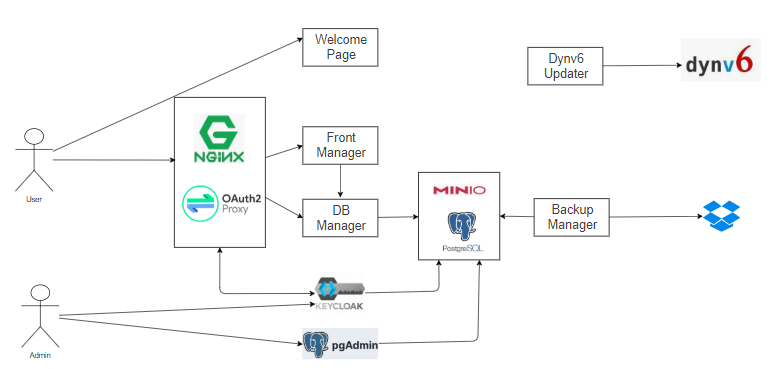 Welcome
Page
Dynv6
Updater
dynv6
NGINX
OAuth2
Proxy
Front
Manager
DB
Manager
MINIO
PostgreSQL
Backup
Manager
User
KEYCLOAK
pgAdmin
Admin